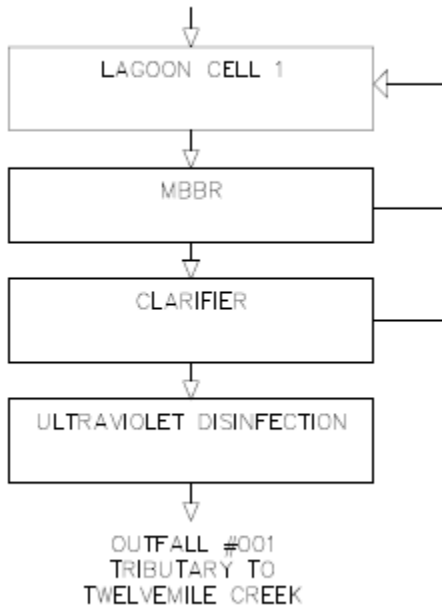 LAGOON CELL 1
MBBR
CLARIFIER
ULTRAVIOLET DISINFECTION
OUTFALL #001
TRIBUTARY TO
TWELVEMILE CREEK